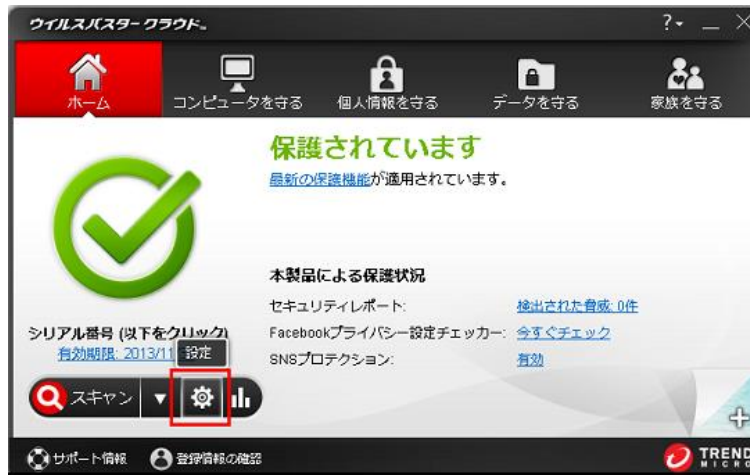 ウイルスバスター クラウド™
?
ホーム
コンピュータを守る
個人情報を守る
データを守る
家族を守る
保護されています
最新の保護機能が適用されています。
本製品による保護状況
セキュリティレポート: 検出された脅威: 0件
Facebookプライバシー設定チェッカー: 今すぐチェック
SNSプロテクション: 有効
シリアル番号 (以下をクリック)
有効期限: 2013/11
設定
スキャン
サポート情報
登録情報の確認
TREND
MICRO